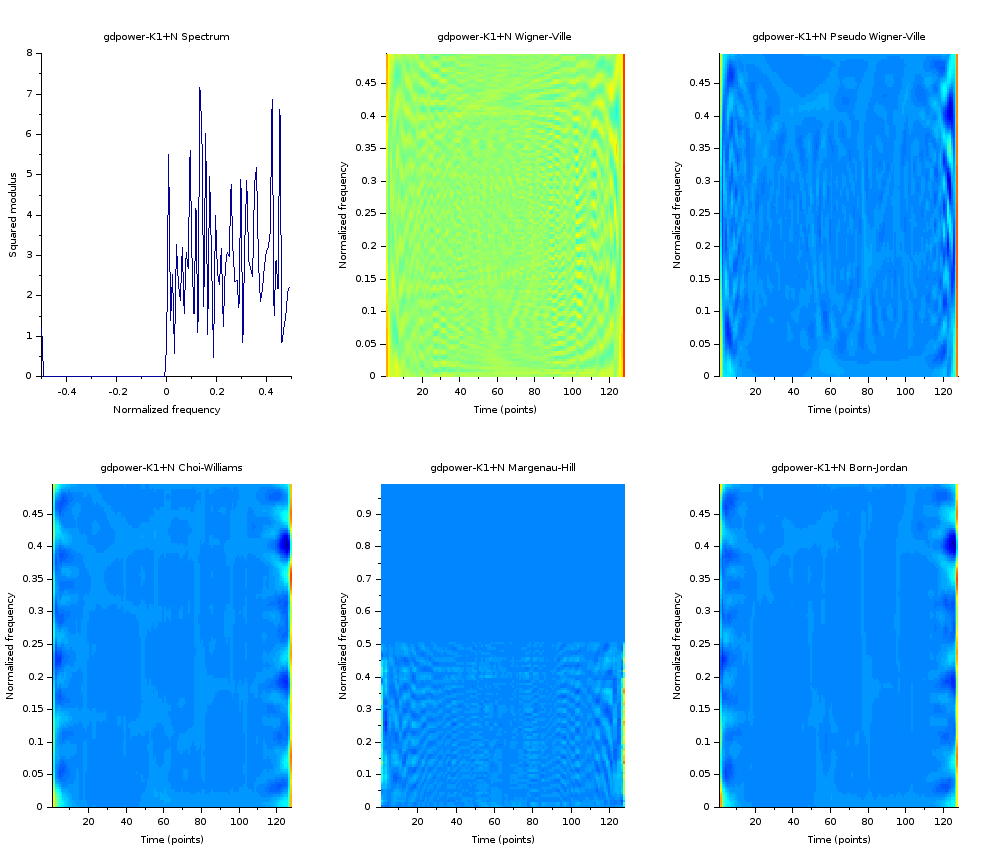 gdpower-K1+N Spectrum
8
7
6
5
4
3
2
1
0
Squared modulus
-0.4 -0.2 0 0.2 0.4
Normalized frequency
gdpower-K1+N Wigner-Ville
0.45
0.4
0.35
0.3
0.25
0.2
0.15
0.1
0.05
0
Normalized frequency
20 40 60 80 100 120
Time (points)
gdpower-K1+N Pseudo Wigner-Ville
0.45
0.4
0.35
0.3
0.25
0.2
0.15
0.1
0.05
0
Normalized frequency
20 40 60 80 100 120
Time (points)
gdpower-K1+N Choi-Williams
0.45
0.4
0.35
0.3
0.25
0.2
0.15
0.1
0.05
0
Normalized frequency
20 40 60 80 100 120
Time (points)
gdpower-K1+N Margenau-Hill
0.9
0.8
0.7
0.6
0.5
0.4
0.3
0.2
0.1
0
Normalized frequency
20 40 60 80 100 120
Time (points)
gdpower-K1+N Born-Jordan
0.45
0.4
0.35
0.3
0.25
0.2
0.15
0.1
0.05
0
Normalized frequency
20 40 60 80 100 120
Time (points)